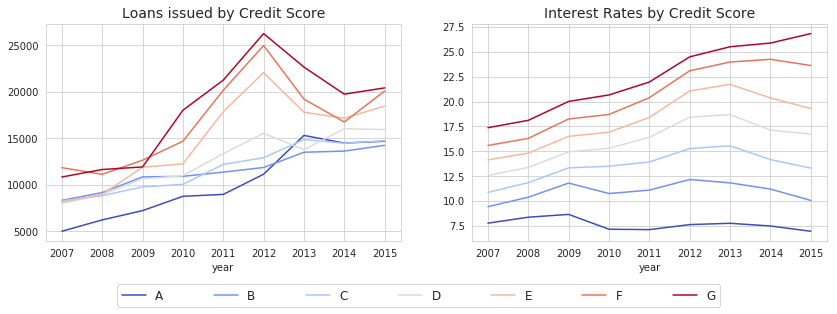 Loans issued by Credit Score
25000
20000
15000
10000
5000
2007 2008 2009 2010 2011 2012 2013 2014 2015
year
Interest Rates by Credit Score
27.5
25.0
22.5
20.0
17.5
15.0
12.5
10.0
7.5
2007 2008 2009 2010 2011 2012 2013 2014 2015
year
A B C D E F G